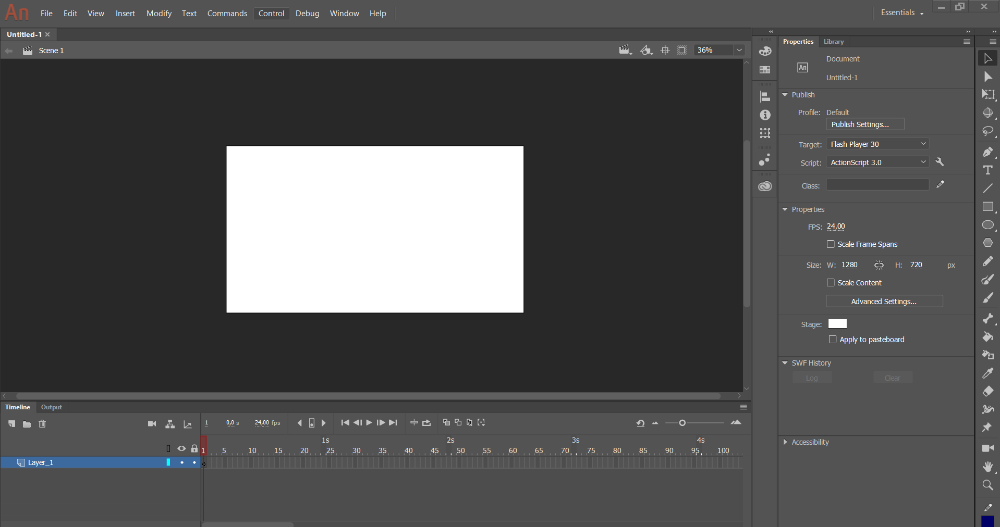 An File Edit View Insert Modify Text Commands Control Debug Window Help Essentials
Untitled-1
Scene 1
36%
Properties Library
An
Document
Untitled-1
Publish
Profile: Default
Publish Settings...
Target: Flash Player 30
Script: ActionScript 3.0
Class:
Properties
FPS: 24,00
Scale Frame Spans
Size: W: 1280 H: 720 px
Scale Content
Advanced Settings...
Stage:
Apply to pasteboard
SWF History
Log Clear
Accessibility
Timeline Output
1 0,0 s 24,00 fps
1s 2s 3s 4s
1 5 10 15 20 25 30 35 40 45 50 55 60 65 70 75 80 85 90 95 100
Layer_1